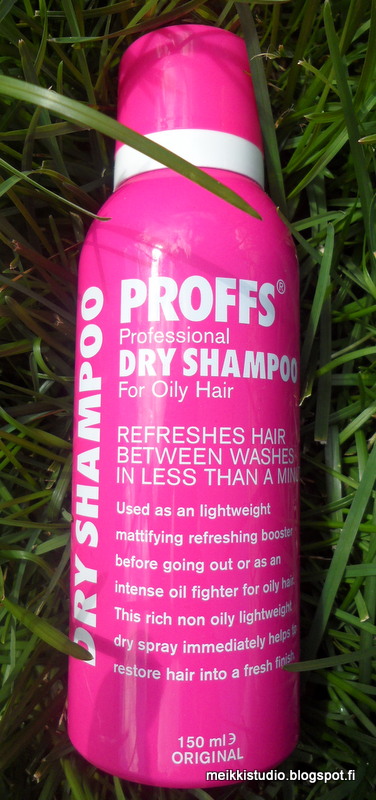 PROFFS®
Professional
DRY SHAMPOO
For Oily Hair
REFRESHES HAIR
BETWEEN WASHES
IN LESS THAN A
Used as an lightweight
mattifying refreshing booster
before going out or as an
intense oil fighter for oily hair.
This rich non oily lightweight
dry spray immediately helps to
restore hair into a fresh finish.
150 ml ℮
ORIGINAL
DRY SHAMPOO
meikkistudio.blogspot.fi